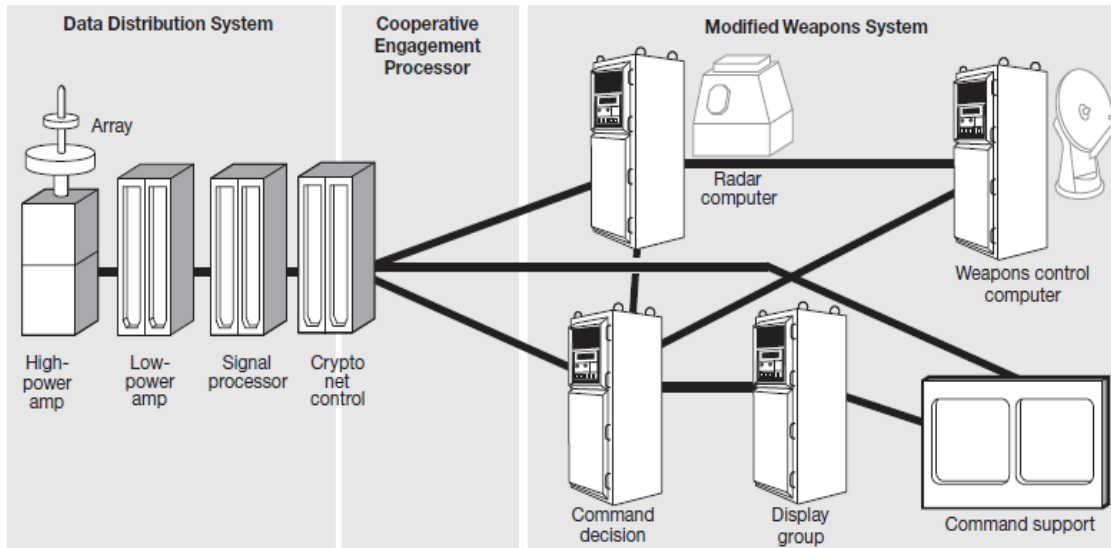 Data Distribution System
Cooperative
Engagement
Processor
Modified Weapons System
Array
Radar
computer
Weapons control
computer
High-
power
amp
Low-
power
amp
Signal
processor
Crypto
net
control
Command
decision
Display
group
Command support